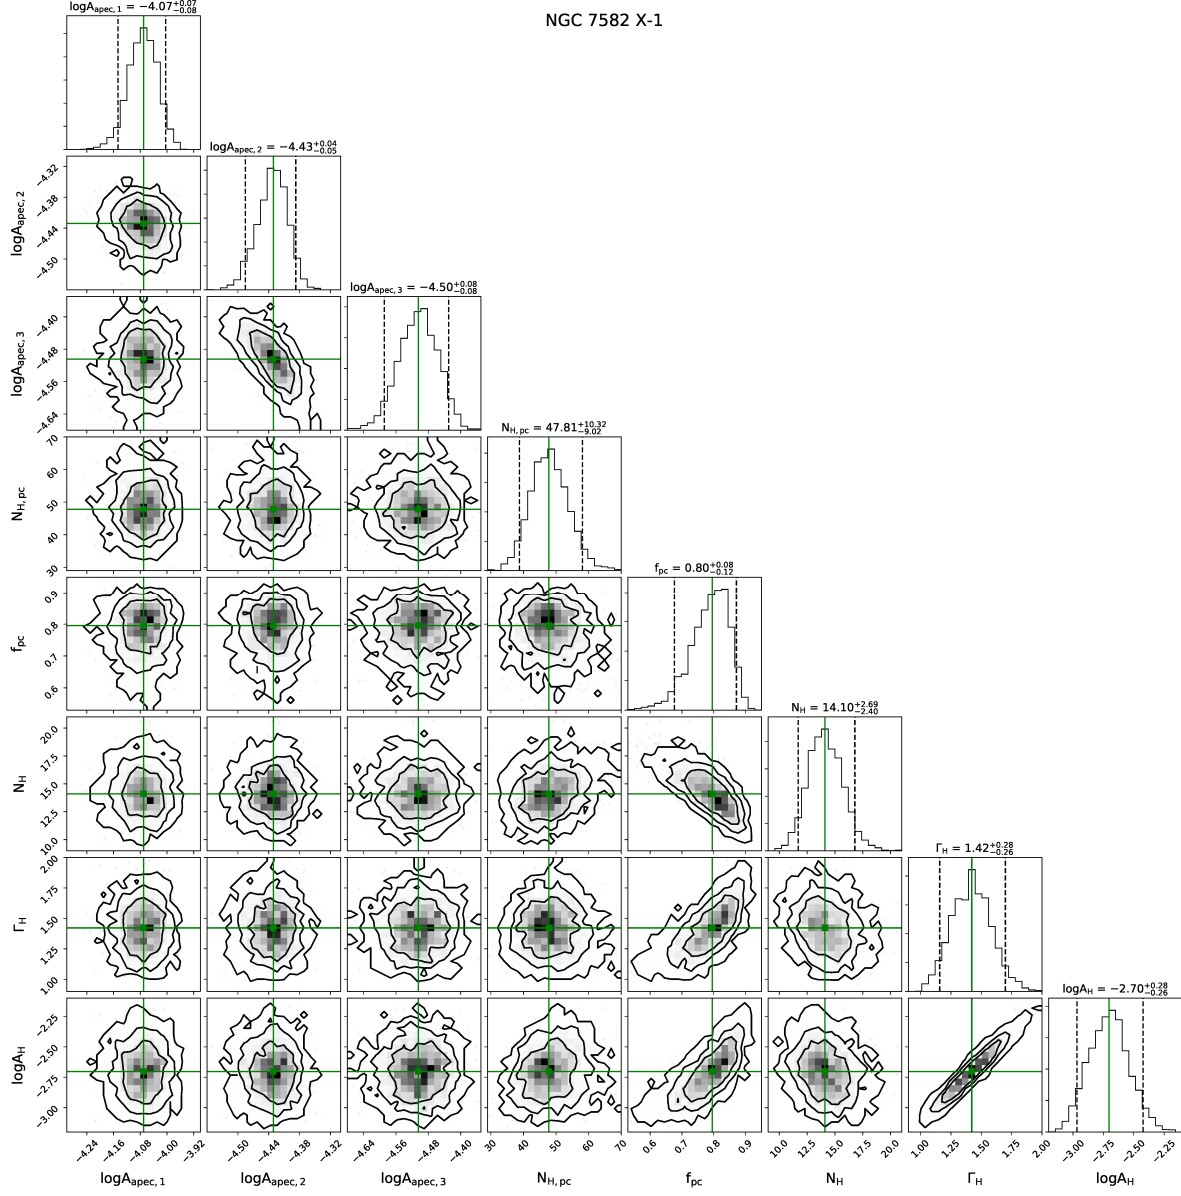 NGC 7582 X-1
logA_apec, 1 = −4.07 +0.07 −0.08
logA_apec, 2 = −4.43 +0.04 −0.05
−4.32
−4.38
−4.44
−4.50
logA_apec, 2
logA_apec, 3 = −4.50 +0.08 −0.08
−4.40
−4.48
−4.56
−4.64
logA_apec, 3
N_H, pc = 47.81 +10.32 −9.02
70
60
50
40
30
N_H, pc
f_pc = 0.80 +0.08 −0.12
0.9
0.8
0.7
0.6
f_pc
N_H = 14.10 +2.69 −2.40
20.0
17.5
15.0
12.5
10.0
N_H
Γ_H = 1.42 +0.28 −0.26
2.00
1.75
1.50
1.25
1.00
Γ_H
logA_H = −2.70 +0.28 −0.26
−2.25
−2.50
−2.75
−3.00
logA_H
−4.24 −4.16 −4.08 −4.00 −3.92
logA_apec, 1
−4.50 −4.44 −4.38 −4.32
logA_apec, 2
−4.64 −4.56 −4.48 −4.40
logA_apec, 3
30 40 50 60 70
N_H, pc
0.6 0.7 0.8 0.9
f_pc
10.0 12.5 15.0 17.5 20.0
N_H
1.00 1.25 1.50 1.75 2.00
Γ_H
−3.00 −2.75 −2.50 −2.25
logA_H